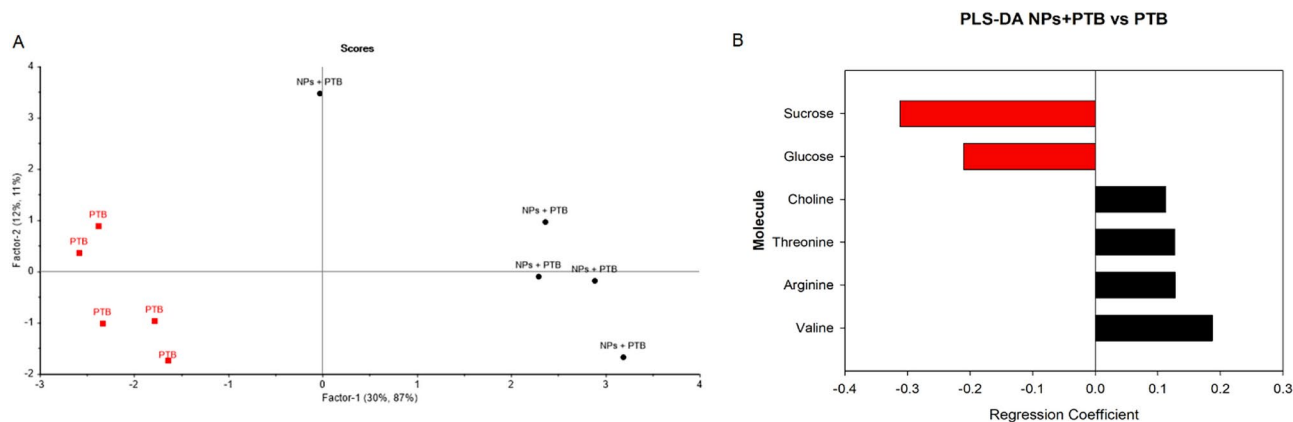 A
Scores
4
3
2
1
0
-1
-2
-3
-2
-1
0
1
2
3
4
Factor-2 (12%, 11%)
Factor-1 (30%, 87%)
NPs + PTB
NPs + PTB
NPs + PTB
NPs + PTB
NPs + PTB
PTB
PTB
PTB
PTB
PTB
B
PLS-DA NPs+PTB vs PTB
Molecule
Sucrose
Glucose
Choline
Threonine
Arginine
Valine
-0.4
-0.3
-0.2
-0.1
0.0
0.1
0.2
0.3
Regression Coefficient